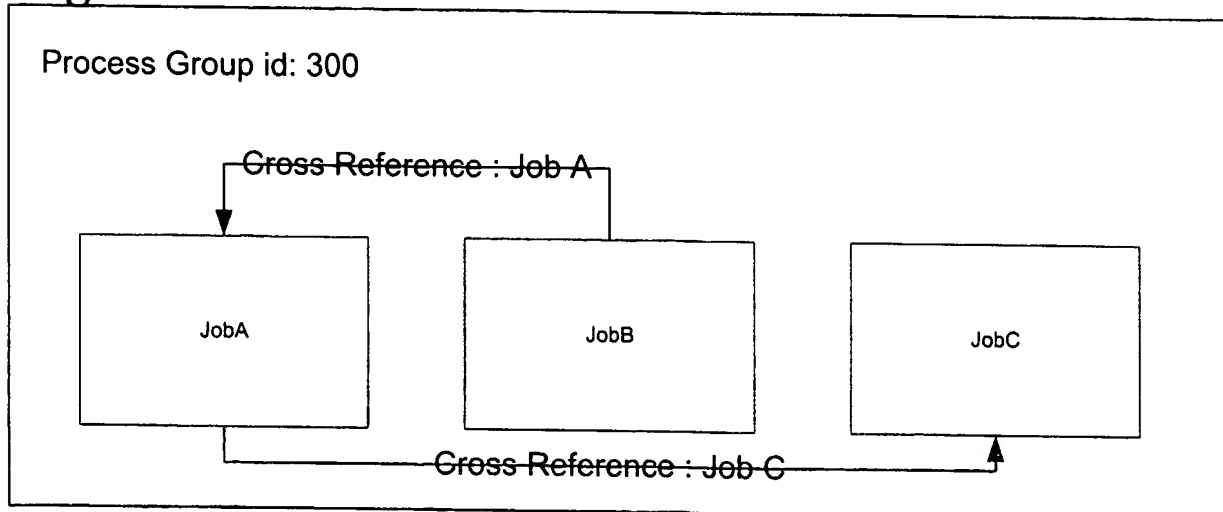 Process Group id: 300
Cross Reference : Job A
JobA
JobB
JobC
Cross Reference : Job C